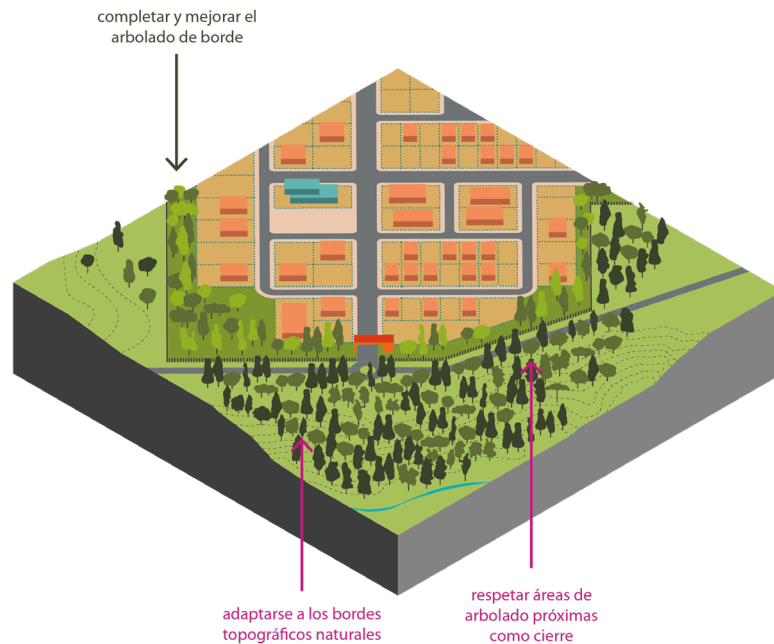 completar y mejorar el
arbolado de borde
adaptarse a los bordes
topográficos naturales
respetar áreas de
arbolado próximas
como cierre